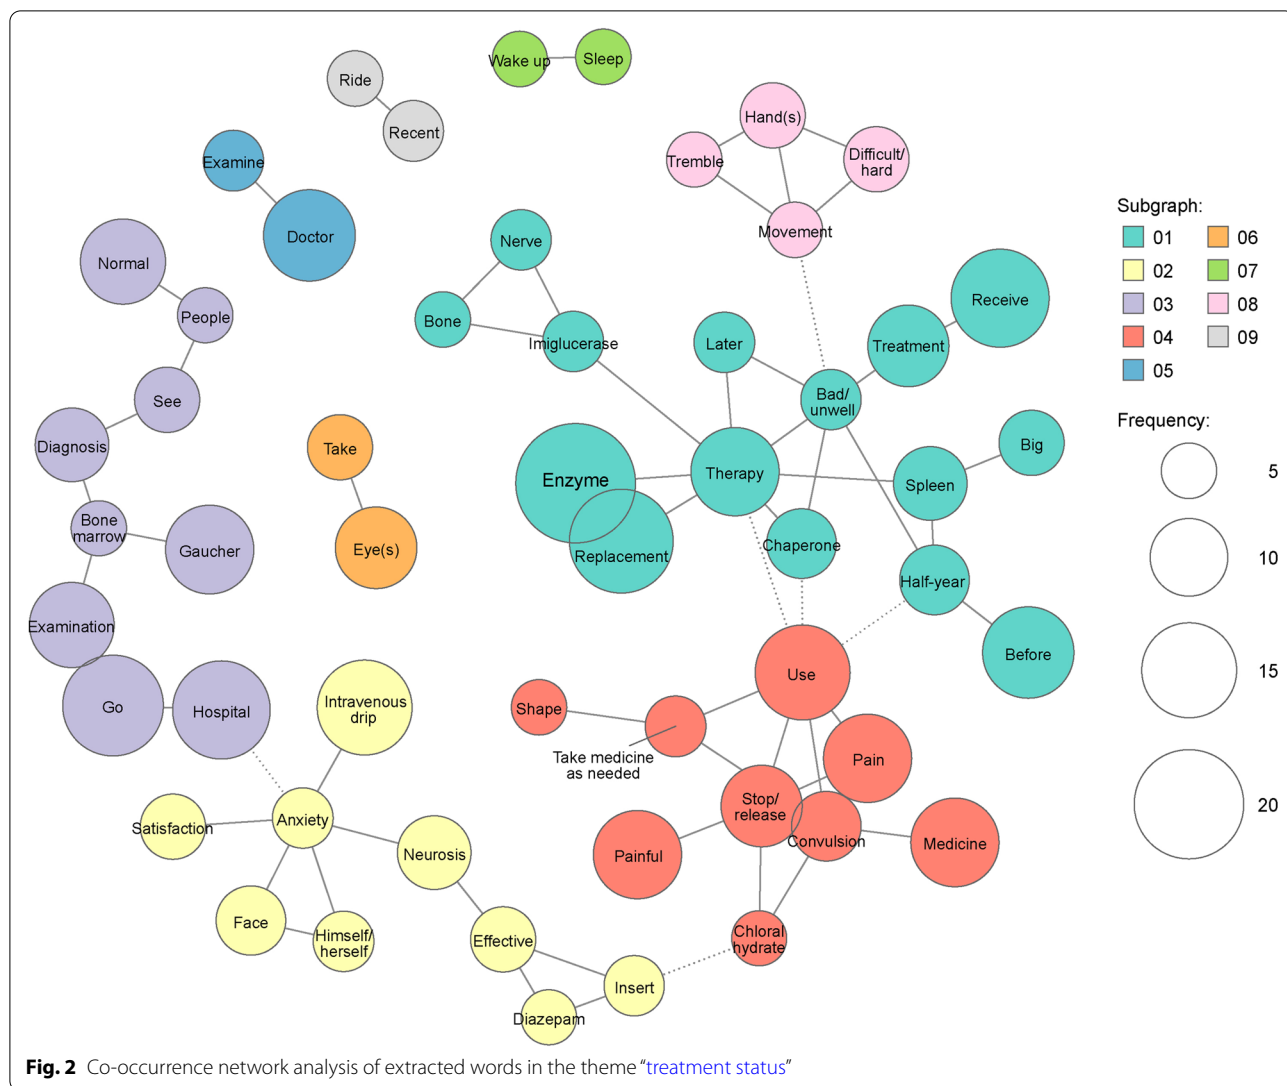 Wake up
Sleep
Ride
Recent
Hand(s)
Tremble
Difficult/
hard
Movement
Examine
Doctor
Normal
People
See
Diagnosis
Bone
marrow
Gaucher
Examination
Go
Hospital
Nerve
Bone
Imiglucerase
Later
Treatment
Receive
Bad/
unwell
Take
Eye(s)
Enzyme
Replacement
Therapy
Chaperone
Spleen
Big
Half-year
Before
Use
Shape
Take medicine
as needed
Pain
Stop/
release
Convulsion
Painful
Medicine
Chloral
hydrate
Intravenous
drip
Satisfaction
Anxiety
Neurosis
Face
Himself/
herself
Effective
Insert
Diazepam
Subgraph:
01
02
03
04
05
06
07
08
09
Frequency:
5
10
15
20
Fig. 2 Co-occurrence network analysis of extracted words in the theme “treatment status”